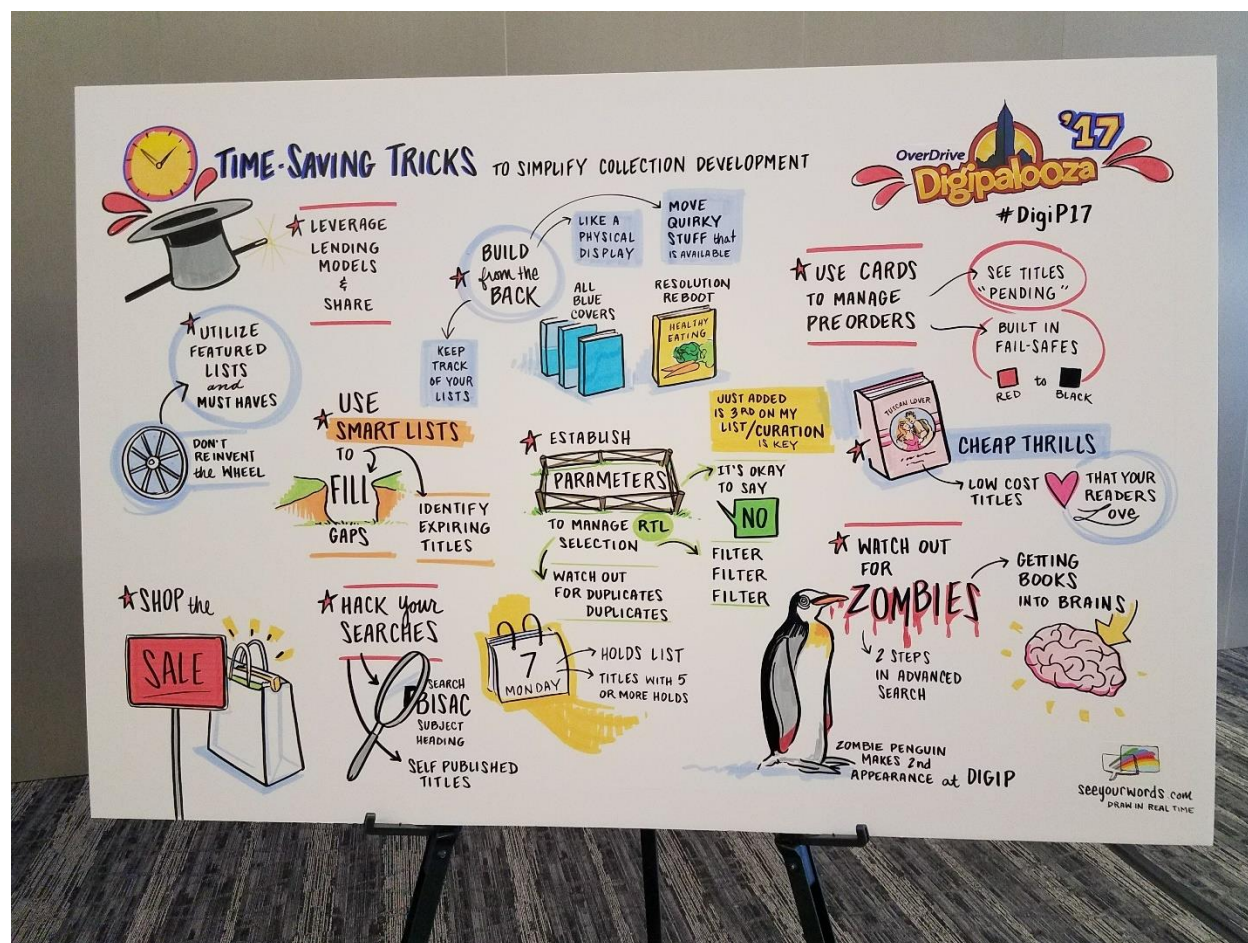 TIME-SAVING TRICKS TO SIMPLIFY COLLECTION DEVELOPMENT
OverDrive
Digipalooza
'17
#DigiP17
LEVERAGE
LENDING
MODELS
&
SHARE
BUILD
from the
BACK
LIKE A
PHYSICAL
DISPLAY
MOVE
QUIRKY
STUFF that
IS AVAILABLE
KEEP
TRACK
OF YOUR
LISTS
ALL
BLUE
COVERS
RESOLUTION
REBOOT
HEALTHY
EATING
USE CARDS
TO MANAGE
PREORDERS
SEE TITLES
"PENDING"
BUILT IN
FAIL-SAFES
RED to BLACK
UTILIZE
FEATURED
LISTS
and
MUST HAVES
DON'T
REINVENT
the WHEEL
USE
SMART LISTS
TO
FILL
GAPS
IDENTIFY
EXPIRING
TITLES
ESTABLISH
PARAMETERS
TO MANAGE RTL
SELECTION
JUST ADDED
IS 3RD ON MY
LIST/CURATION
IS KEY
IT'S OKAY
TO SAY
NO
FILTER
FILTER
FILTER
WATCH OUT
FOR DUPLICATES
DUPLICATES
TUSCAN LOVER
CHEAP THRILLS
LOW COST
TITLES
THAT YOUR
READERS
Love
SHOP the
SALE
HACK your
SEARCHES
SEARCH
BISAC
SUBJECT
HEADING
SELF PUBLISHED
TITLES
7
MONDAY
HOLDS LIST
TITLES WITH 5
OR MORE HOLDS
WATCH OUT
FOR
ZOMBIES
GETTING
BOOKS
INTO BRAINS
2 STEPS
IN ADVANCED
SEARCH
ZOMBIE PENGUIN
MAKES 2nd
APPEARANCE at DIGIP
seeyourwords.com
DRAW IN REAL TIME